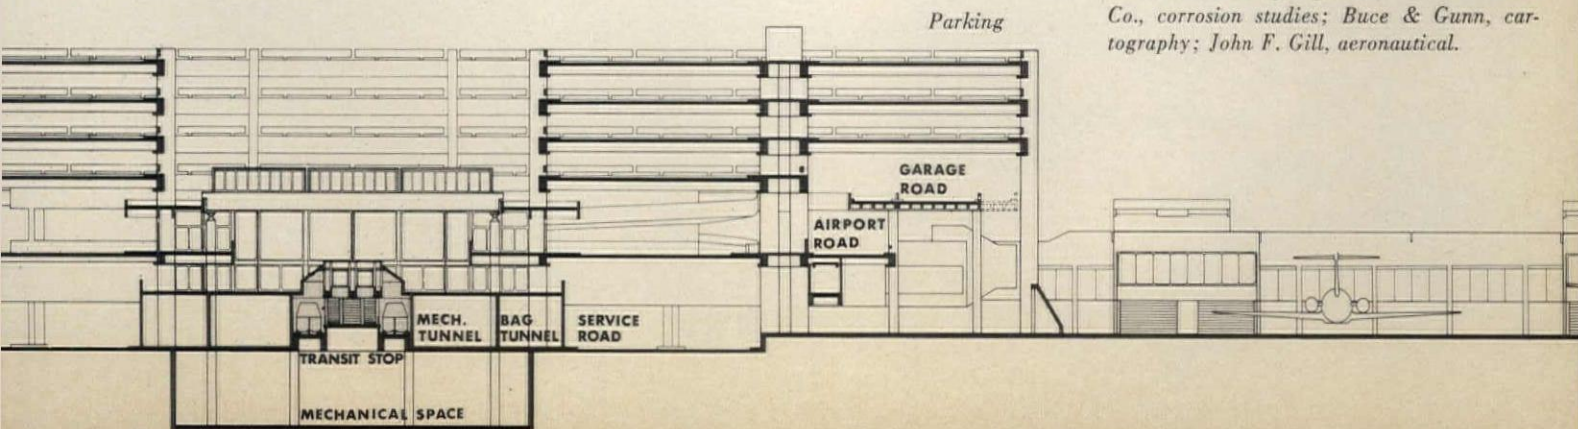 Parking
Co., corrosion studies; Buce & Gunn, car-
tography; John F. Gill, aeronautical.
GARAGE
ROAD
AIRPORT
ROAD
MECH.
TUNNEL
BAG
TUNNEL
SERVICE
ROAD
TRANSIT STOP
MECHANICAL SPACE